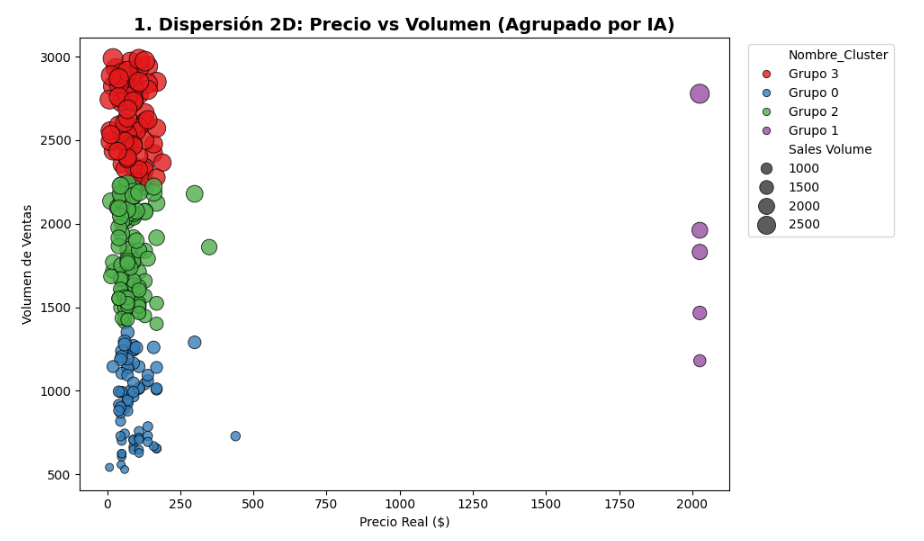 1. Dispersión 2D: Precio vs Volumen (Agrupado por IA)
Nombre_Cluster
Grupo 3
Grupo 0
Grupo 2
Grupo 1
Sales Volume
1000
1500
2000
2500
Volumen de Ventas
3000
2500
2000
1500
1000
500
0
250
500
750
1000
1250
1500
1750
2000
Precio Real ($)